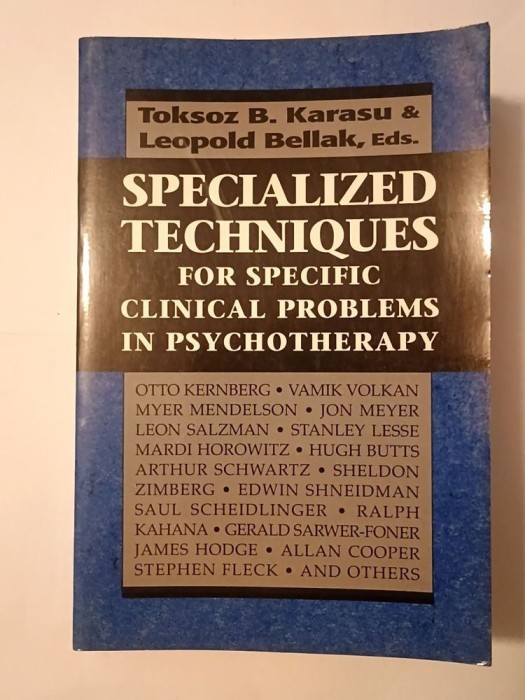 Toksoz B. Karasu &
Leopold Bellak, Eds.
SPECIALIZED
TECHNIQUES
FOR SPECIFIC
CLINICAL PROBLEMS
IN PSYCHOTHERAPY
OTTO KERNBERG • VAMIK VOLKAN
MYER MENDELSON • JON MEYER
LEON SALZMAN • STANLEY LESSE
MARDI HOROWITZ • HUGH BUTTS
ARTHUR SCHWARTZ • SHELDON
ZIMBERG • EDWIN SHNEIDMAN
SAUL SCHEIDLINGER • RALPH
KAHANA • GERALD SARWER-FONER
JAMES HODGE • ALLAN COOPER
STEPHEN FLECK • AND OTHERS